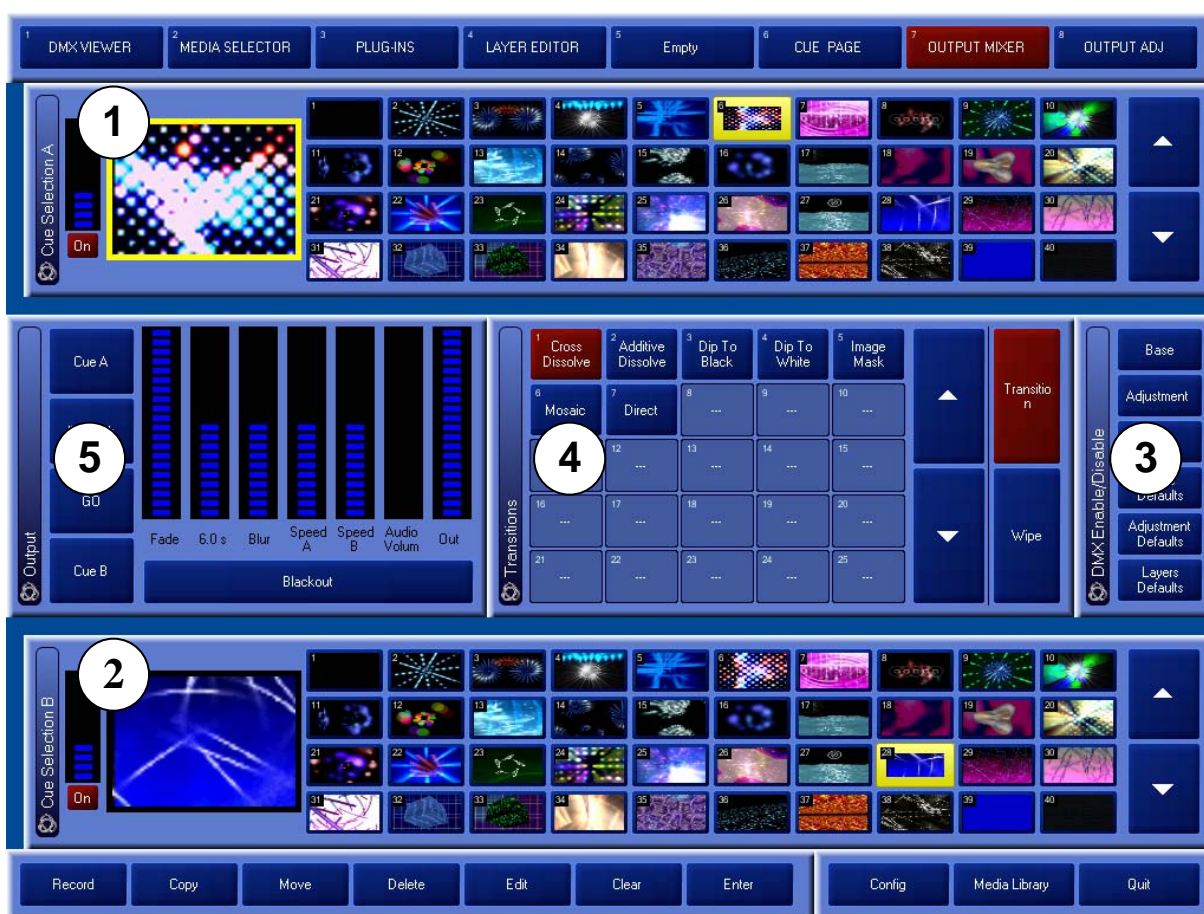 1 DMX VIEWER
2 MEDIA SELECTOR
3 PLUG-INS
4 LAYER EDITOR
5 Empty
6 CUE PAGE
7 OUTPUT MIXER
8 OUTPUT ADJ
Cue Selection A
1
On
1 2 3 4 5 6 7 8 9 10
11 12 13 14 15 16 17 18 19 20
21 22 23 24 25 26 27 28 29 30
31 32 33 34 35 36 37 38 39 40
Output
Cue A
5
GO
Cue B
Fade
6.0 s
Blur
Speed
A
Speed
B
Audio
Volum
Out
Blackout
Transitions
1 Cross
Dissolve
2 Additive
Dissolve
3 Dip To
Black
4 Dip To
White
5 Image
Mask
6 Mosaic
7 Direct
8 ---
9 ---
10 ---
4
12 ---
13 ---
14 ---
15 ---
16 ---
17 ---
18 ---
19 ---
20 ---
21 ---
22 ---
23 ---
24 ---
25 ---
Transitio
n
Wipe
DMX Enable/Disable
Base
Adjustment
3
Defaults
Adjustment
Defaults
Layers
Defaults
Cue Selection B
2
On
1 2 3 4 5 6 7 8 9 10
11 12 13 14 15 16 17 18 19 20
21 22 23 24 25 26 27 28 29 30
31 32 33 34 35 36 37 38 39 40
Record
Copy
Move
Delete
Edit
Clear
Enter
Config
Media Library
Quit